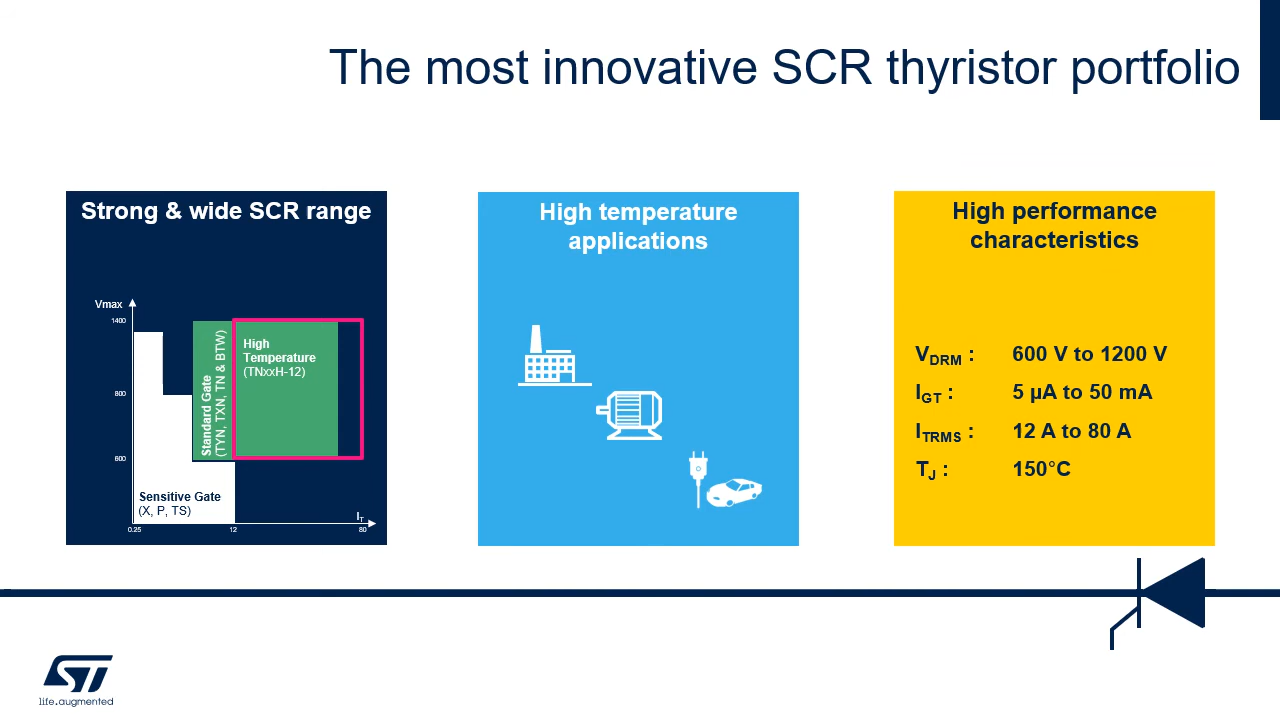 The most innovative SCR thyristor portfolio
Strong & wide SCR range
Vmax
1400
800
600
Standard Gate
(TYN, TXN, TN & BTW)
High
Temperature
(TNxxH-12)
Sensitive Gate
(X, P, TS)
IT
0.25
12
80
High temperature
applications
High performance
characteristics
VDRM : 600 V to 1200 V
IGT : 5 µA to 50 mA
ITRMS : 12 A to 80 A
TJ : 150°C
ST
life.augmented